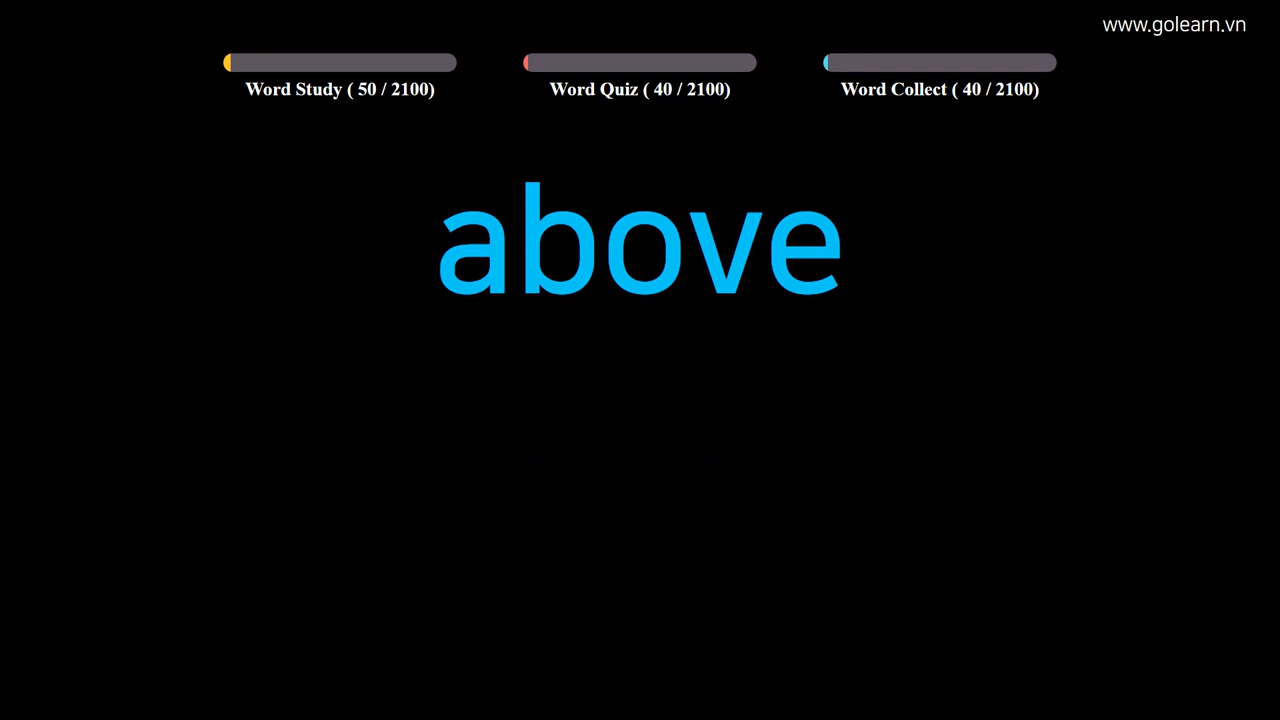 www.golearn.vn
Word Study ( 50 / 2100)
Word Quiz ( 40 / 2100)
Word Collect ( 40 / 2100)
above